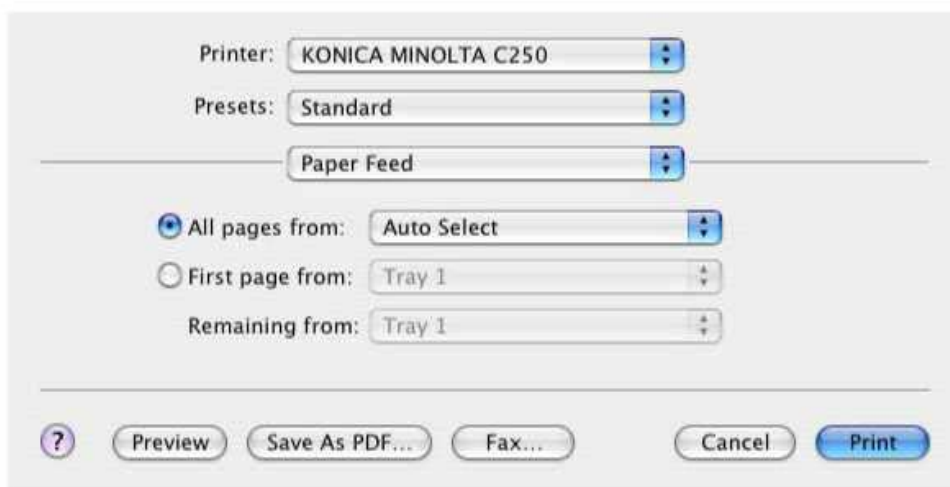 Printer: KONICA MINOLTA C250
Presets: Standard
Paper Feed
All pages from: Auto Select
First page from: Tray 1
Remaining from: Tray 1
? Preview Save As PDF... Fax... Cancel Print